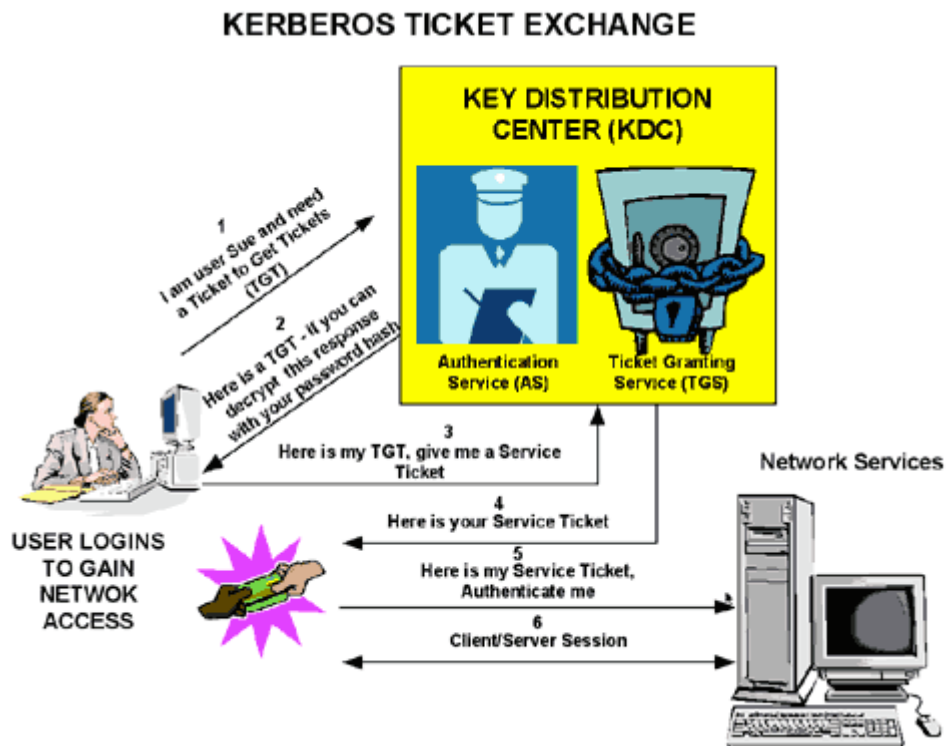 KERBEROS TICKET EXCHANGE
KEY DISTRIBUTION
CENTER (KDC)
Authentication
Service (AS)
Ticket Granting
Service (TGS)
1
I am user Sue and need
a Ticket to Get Tickets
(TGT)
2
Here is a TGT - if you can
decrypt this response
with your password hash
3
Here is my TGT, give me a Service
Ticket
4
Here is your Service Ticket
5
Here is my Service Ticket,
Authenticate me
6
Client/Server Session
USER LOGINS
TO GAIN
NETWOK
ACCESS
Network Services